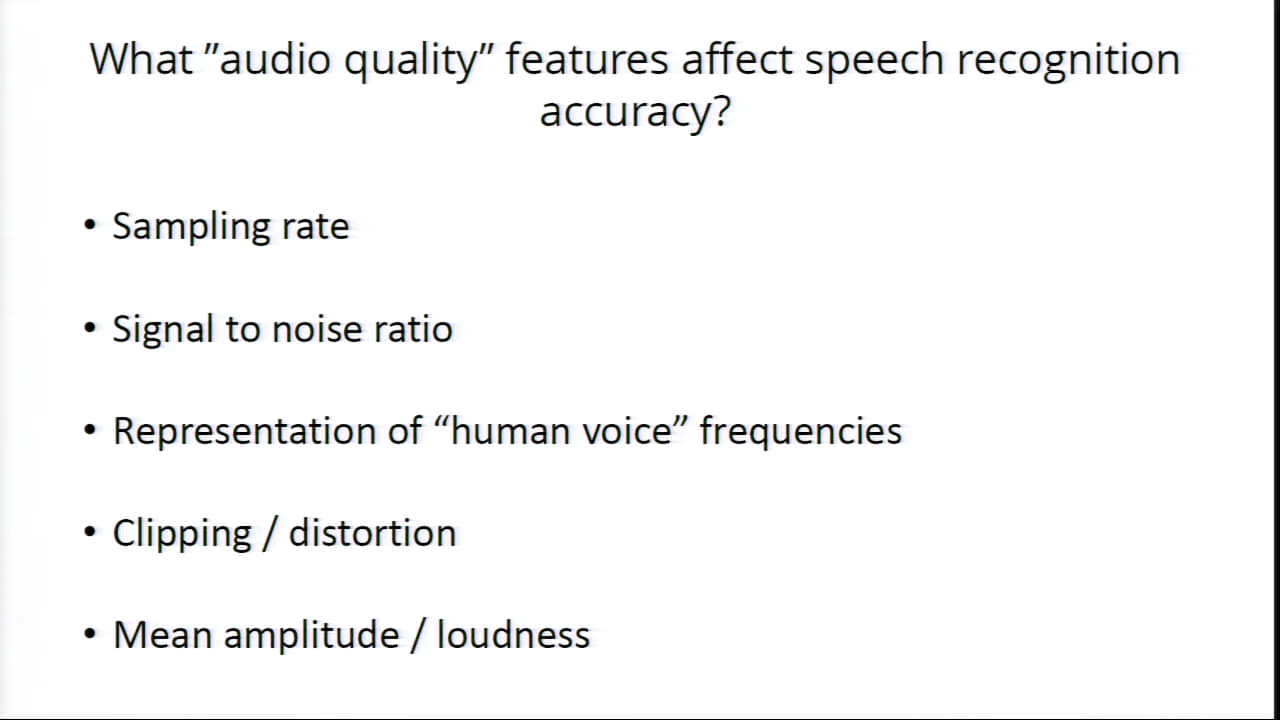 What ”audio quality” features affect speech recognition
accuracy?
• Sampling rate
• Signal to noise ratio
• Representation of “human voice” frequencies
• Clipping / distortion
• Mean amplitude / loudness